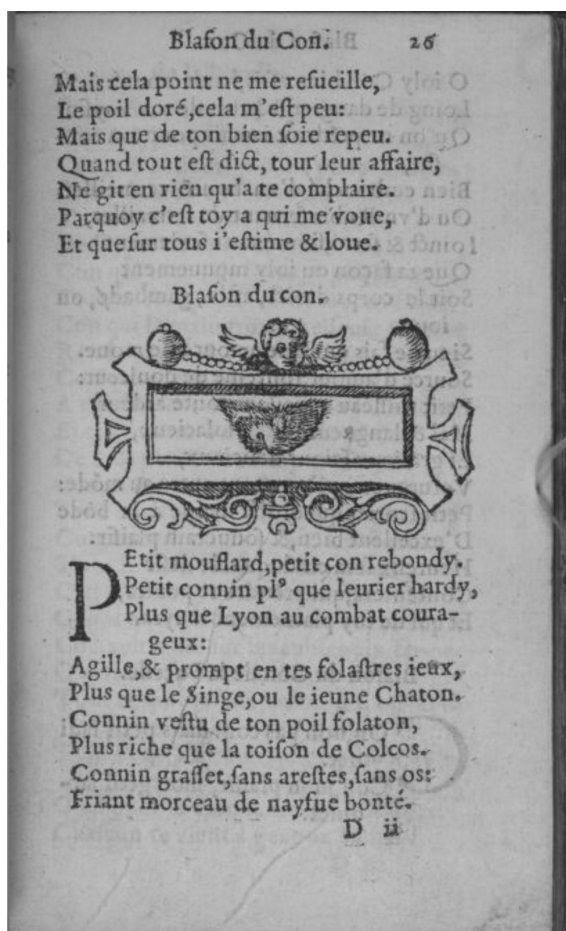 Blaſon du Con. 26
Mais cela point ne me reſueille,
Le poil doré,cela m'eſt peu:
Mais que de ton bien ſoie repeu.
Quand tout eſt dict, tour leur affaire,
Ne git en rien qu'a te complaire.
Parquoy c'eſt toy a qui me voue,
Et que ſur tous i'eſtime & loue.
Blaſon du con.
PEtit mouflard,petit con rebondy.
Petit connin plꝰ que leurier hardy,
Plus que Lyon au combat coura-
geux:
Agille,& prompt en tes folaſtres ieux,
Plus que le Singe,ou le ieune Chaton.
Connin veſtu de ton poil folaton,
Plus riche que la toiſon de Colcos.
Connin graſſet,ſans areſtes,ſans os:
Friant morceau de nayfue bonté.
D ii